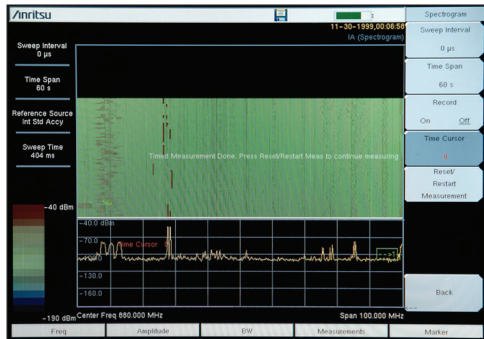 Anritsu
11-30-1999,00:06:58
IA (Spectrogram)
Sweep Interval
0 µs
Time Span
60 s
Reference Source
Int Std Accy
Sweep Time
404 ms
Timed Measurement Done. Press Reset/Restart Meas to continue measuring
-40 dBm
-190 dBm
-40.0 dBm
-70.0
Time Cursor
-130.0
-160.0
Center Freq 880.000 MHz
Span 100.000 MHz
Freq
Amplitude
BW
Measurements
Marker
Spectrogram
Sweep Interval
0 µs
Time Span
60 s
Record
On Off
Time Cursor
0
Reset/
Restart
Measurement
Back